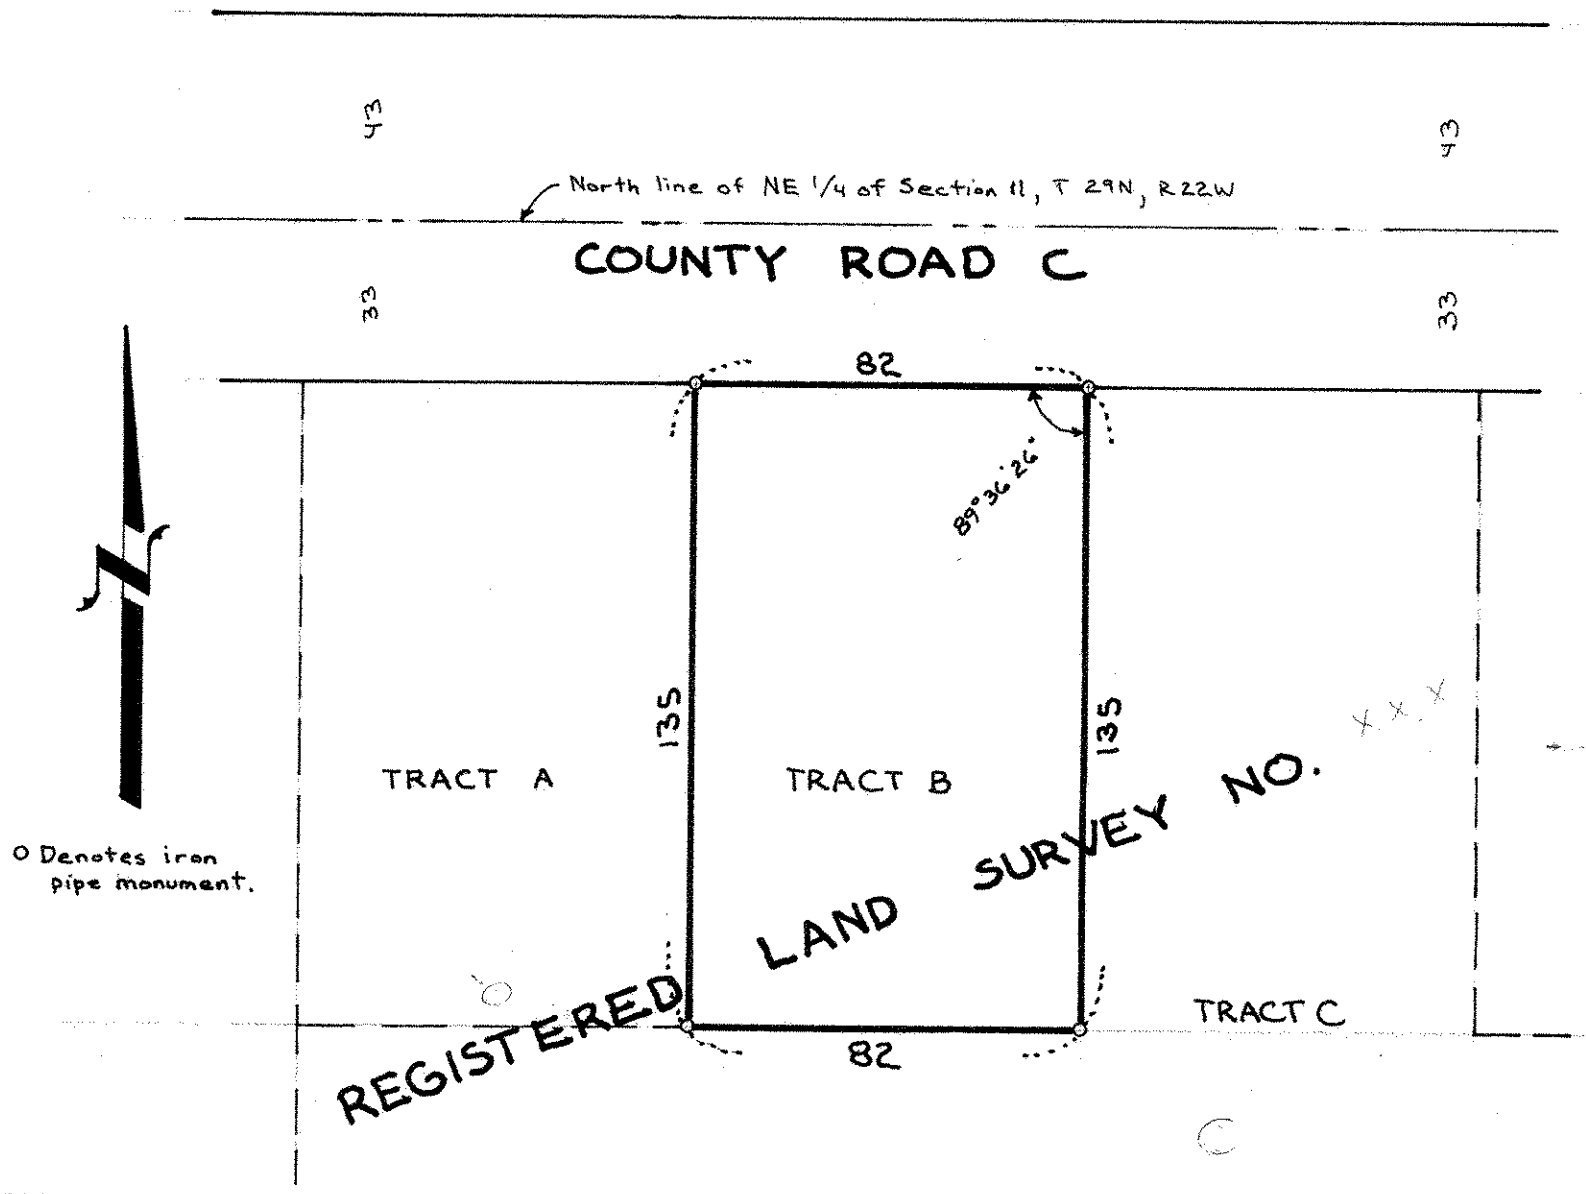 43
43
North line of NE 1/4 of Section 11, T 29N, R22W
COUNTY ROAD C
33
33
82
89°36'26"
N
135
135
TRACT A
TRACT B
X X X
REGISTERED LAND SURVEY NO.
O Denotes iron
pipe monument.
TRACT C
82
C